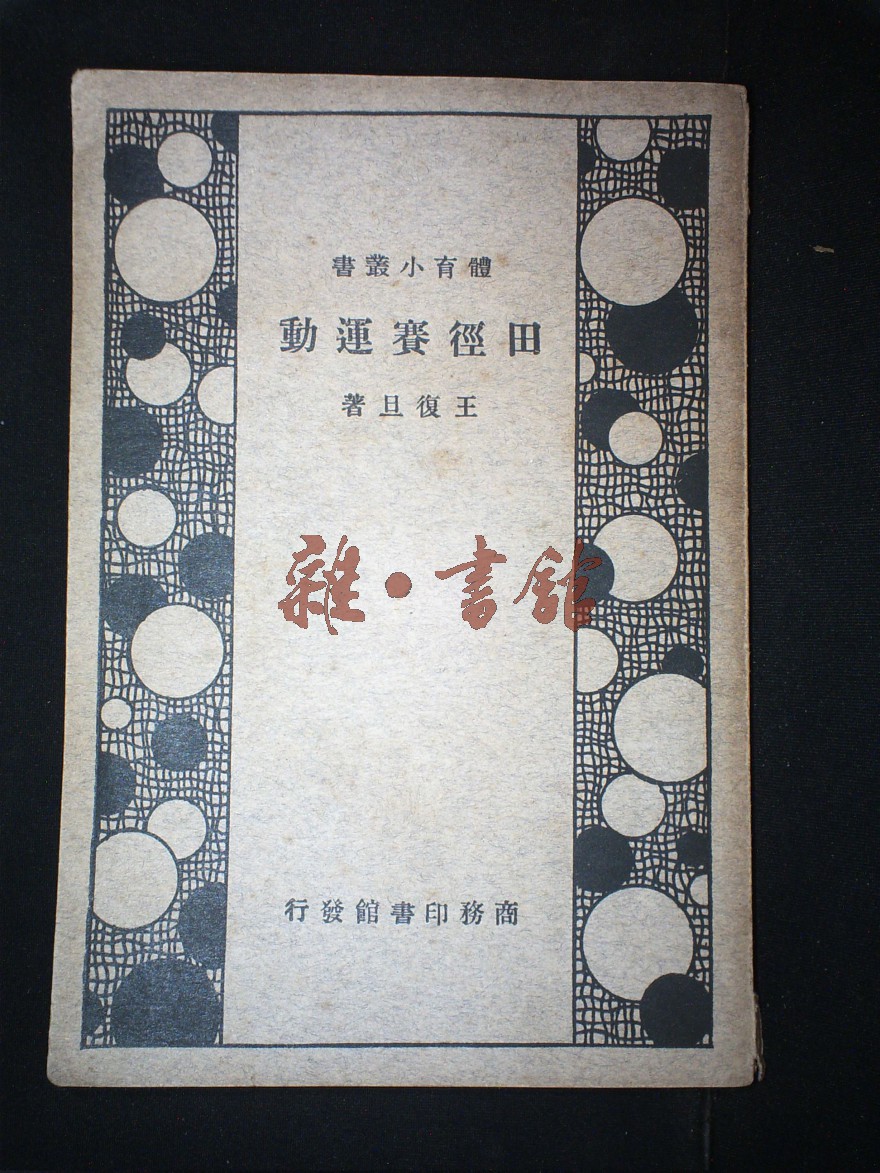 體育小叢書
田徑賽運動
王復旦著
雜·書館
商務印書館發行